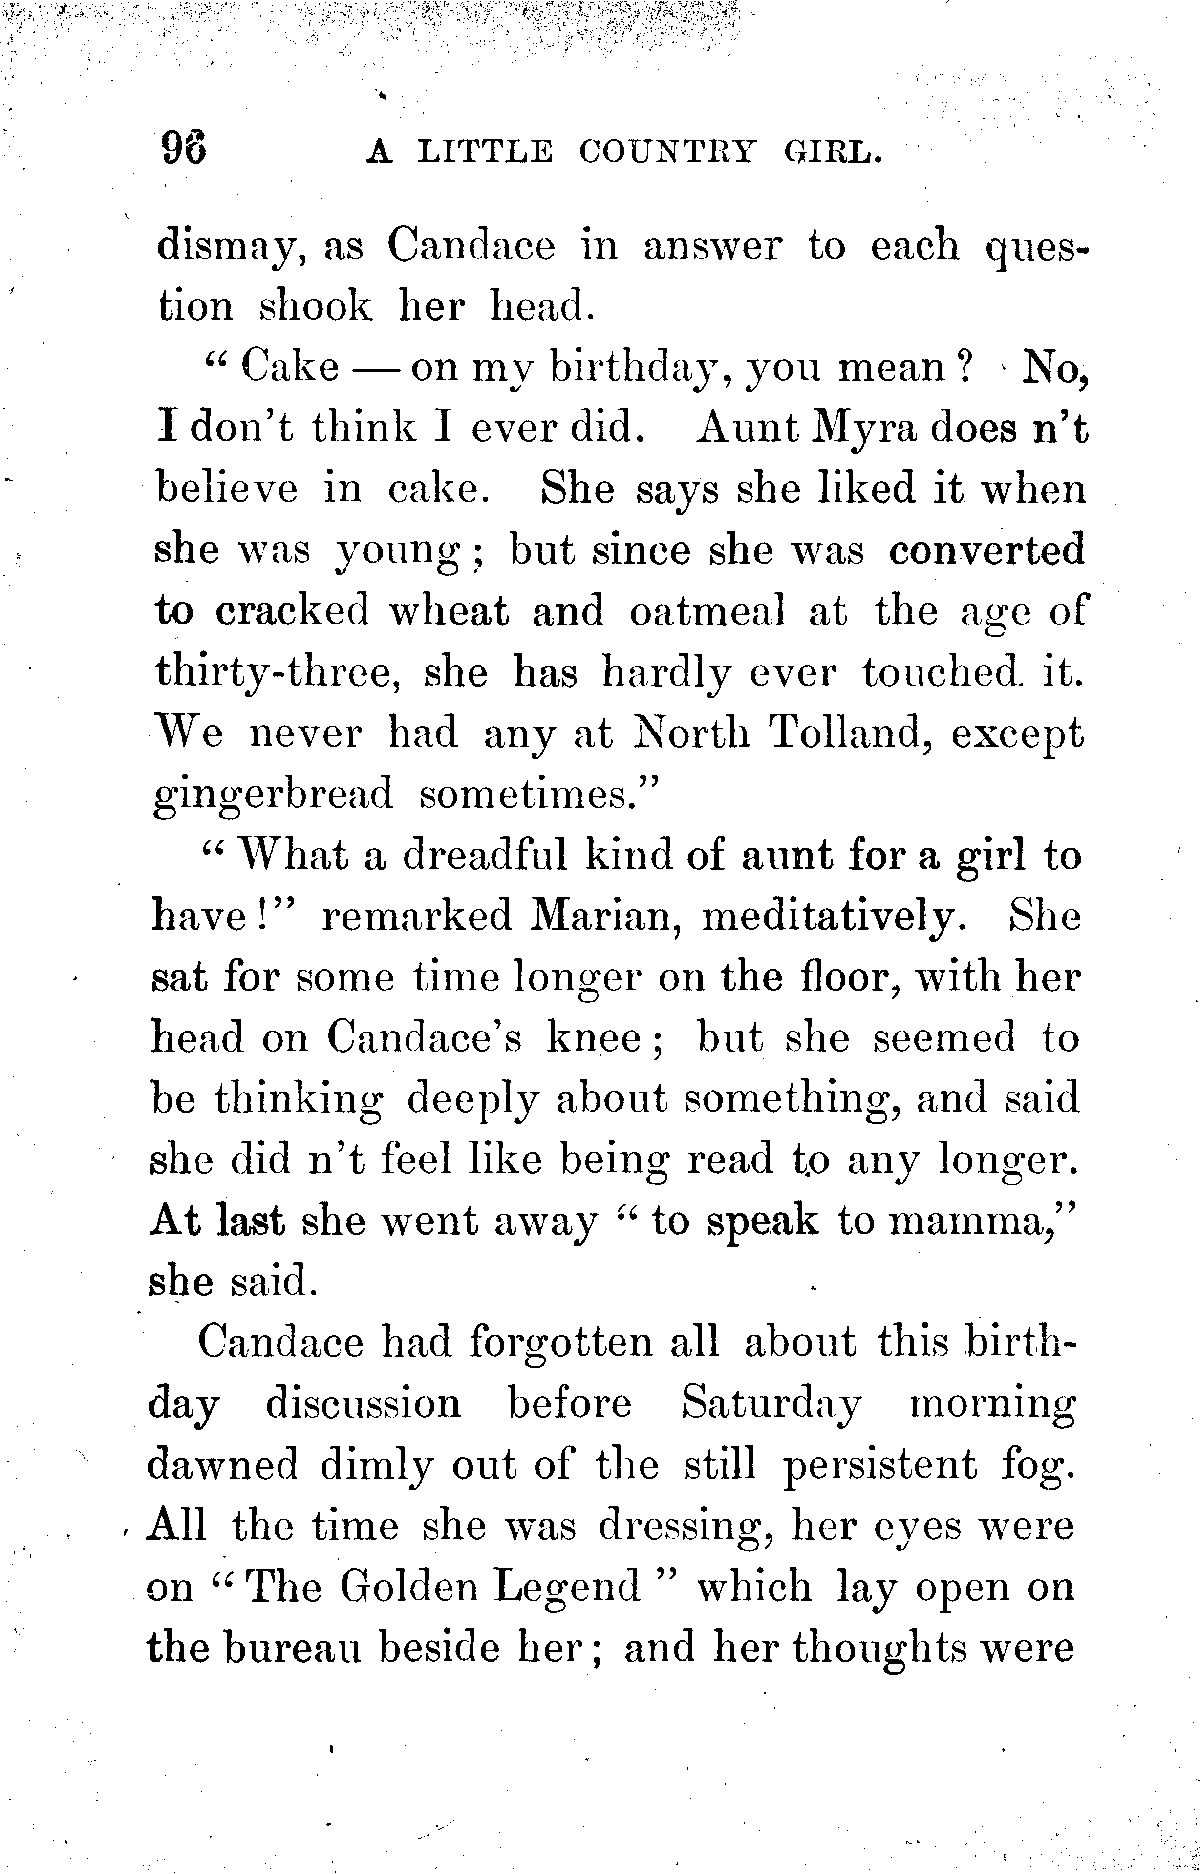 96 A LITTLE COUNTRY GIRL.
dismay, as Candace in answer to each ques-
tion shook her head.
“ Cake — on my birthday, you mean ? No,
I don’t think I ever did. Aunt Myra does n’t
believe in cake. She says she liked it when
she was young ; but since she was converted
to cracked wheat and oatmeal at the age of
thirty-three, she has hardly ever touched it.
We never had any at North Tolland, except
gingerbread sometimes.”
“ What a dreadful kind of aunt for a girl to
have ! ” remarked Marian, meditatively. She
sat for some time longer on the floor, with her
head on Candace’s knee ; but she seemed to
be thinking deeply about something, and said
she did n’t feel like being read to any longer.
At last she went away “ to speak to mamma,”
she said.
Candace had forgotten all about this birth-
day discussion before Saturday morning
dawned dimly out of the still persistent fog.
All the time she was dressing, her eyes were
on “ The Golden Legend ” which lay open on
the bureau beside her ; and her thoughts were